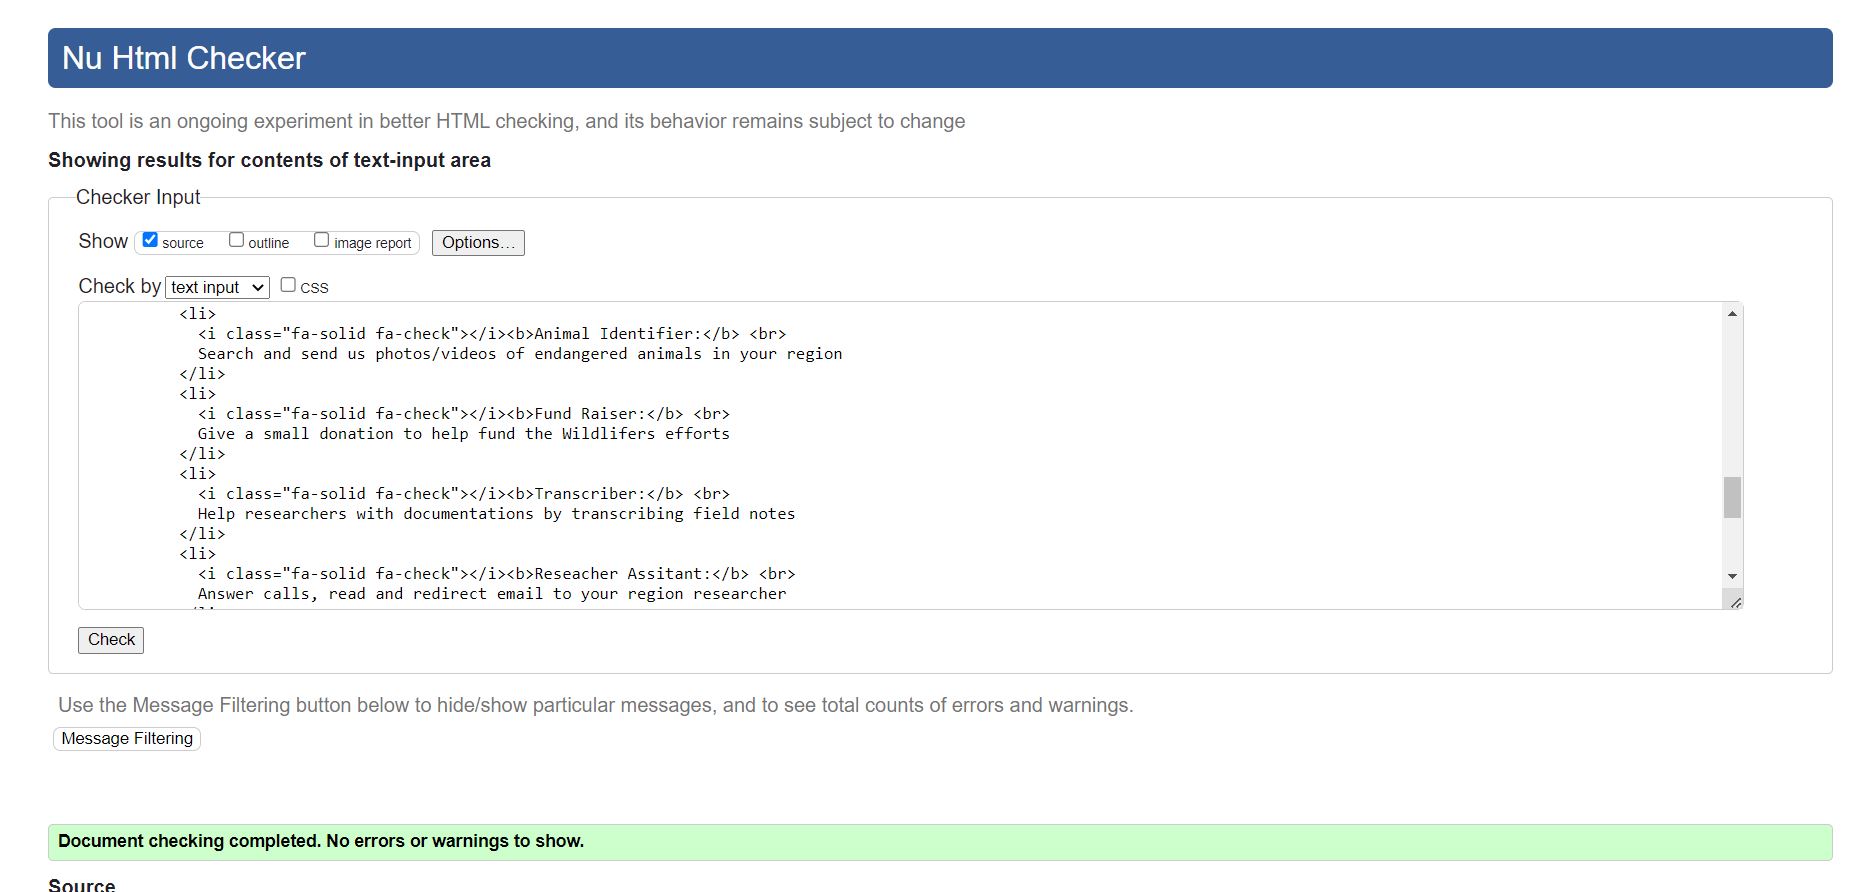 Nu Html Checker
This tool is an ongoing experiment in better HTML checking, and its behavior remains subject to change
Showing results for contents of text-input area
Checker Input
Show source outline image report Options...
Check by text input CSS
<li>
<i class="fa-solid fa-check"></i><b>Animal Identifier:</b> <br>
Search and send us photos/videos of endangered animals in your region
</li>
<li>
<i class="fa-solid fa-check"></i><b>Fund Raiser:</b> <br>
Give a small donation to help fund the Wildlifers efforts
</li>
<li>
<i class="fa-solid fa-check"></i><b>Transcriber:</b> <br>
Help researchers with documentations by transcribing field notes
</li>
<li>
<i class="fa-solid fa-check"></i><b>Reseacher Assitant:</b> <br>
Answer calls, read and redirect email to your region researcher
Check
Use the Message Filtering button below to hide/show particular messages, and to see total counts of errors and warnings.
Message Filtering
Document checking completed. No errors or warnings to show.
Source